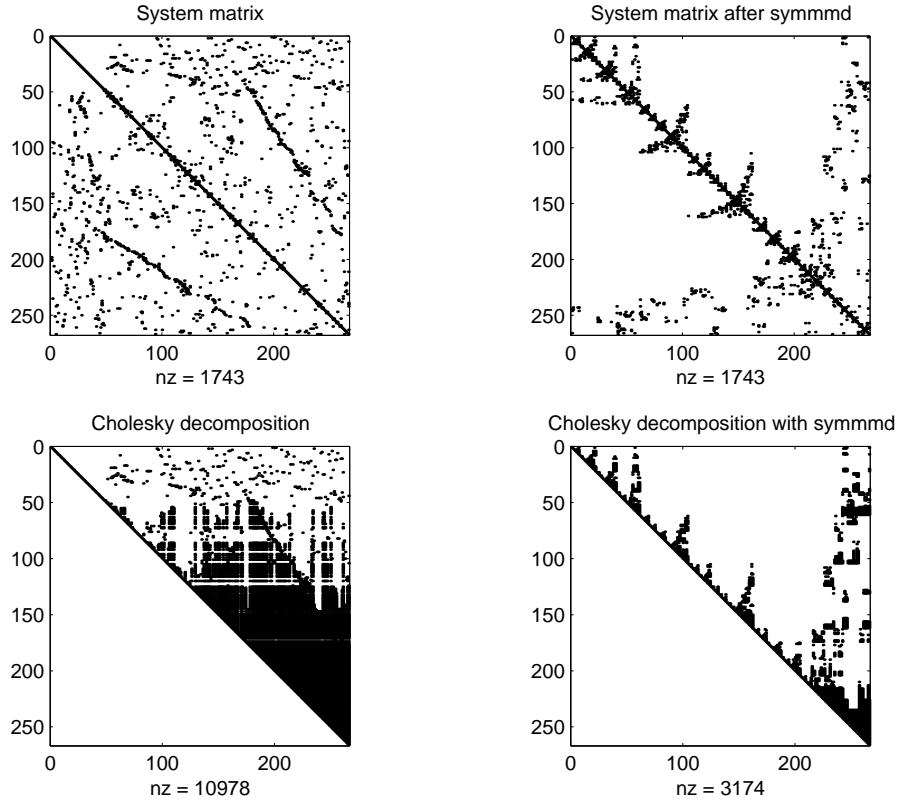 System matrix
0
50
100
150
200
250
0 100 200
nz = 1743
System matrix after symmmd
0
50
100
150
200
250
0 100 200
nz = 1743
Cholesky decomposition
0
50
100
150
200
250
0 100 200
nz = 10978
Cholesky decomposition with symmmd
0
50
100
150
200
250
0 100 200
nz = 3174